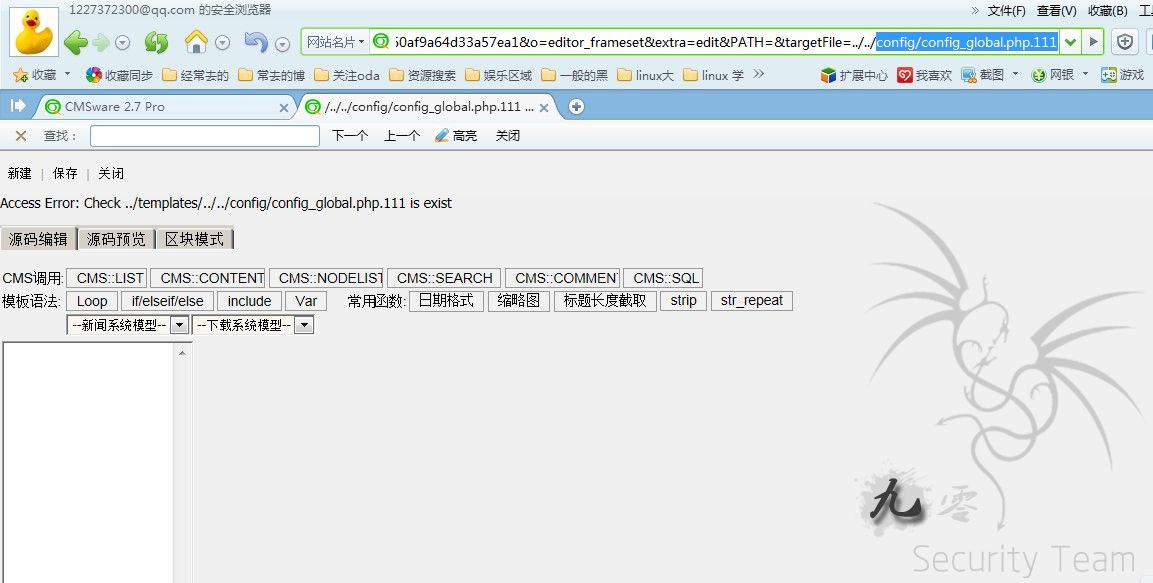 1227372300@qq.com 的安全浏览器
» 文件(F) 查看(V) 收藏(B) 工
网站名片 50af9a64d33a57ea1&o=editor_frameset&extra=edit&PATH=&targetFile=../../config/config_global.php.111
收藏 收藏同步 经常去的 常去的博 关注oda 资源搜索 娱乐区域 一般的黑 linux大 linux 学 » 扩展中心 我喜欢 截图 网银 游戏
CMSware 2.7 Pro /../../config/config_global.php.111 ...
查找: 下一个 上一个 高亮 关闭
新建 | 保存 | 关闭
Access Error: Check ../templates/../../config/config_global.php.111 is exist
源码编辑 源码预览 区块模式
CMS调用: CMS::LIST CMS::CONTENT CMS::NODELIST CMS::SEARCH CMS::COMMEN CMS::SQL
模板语法: Loop if/elseif/else include Var 常用函数: 日期格式 缩略图 标题长度截取 strip str_repeat
--新闻系统模型-- --下载系统模型--
九零
Security Team